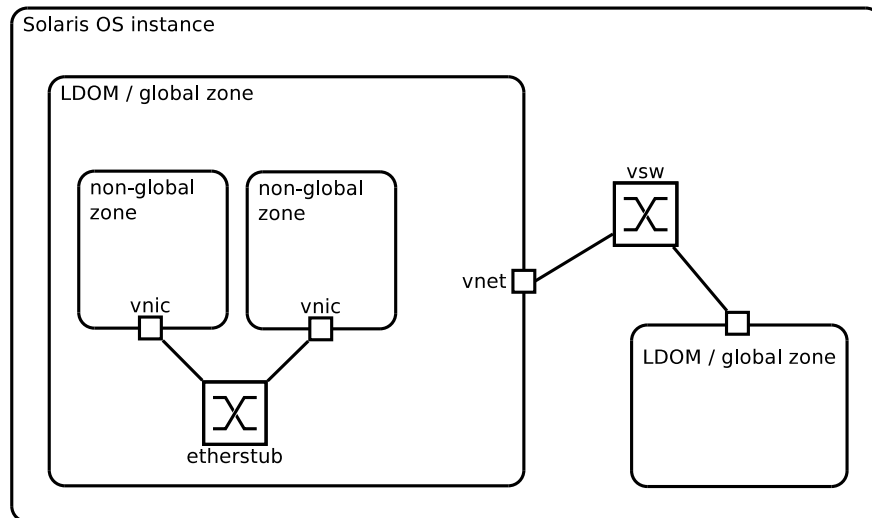 Solaris OS instance
LDOM / global zone
non-global
zone
non-global
zone
vnic
vnic
etherstub
vnet
vsw
LDOM / global zone